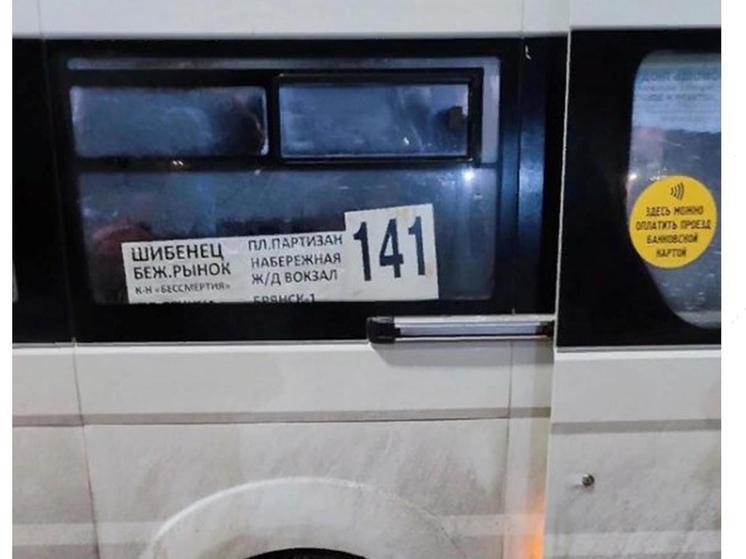 ШИБЕНЕЦ
БЕЖ.РЫНОК
К-Н «БЕССМЕРТИЯ»
ПЛ.ПАРТИЗАН
НАБЕРЕЖНАЯ
Ж/Д ВОКЗАЛ
БРЯНСК-1
141
ЗДЕСЬ МОЖНО
ОПЛАТИТЬ ПРОЕЗД
БАНКОВСКОЙ
КАРТОЙ